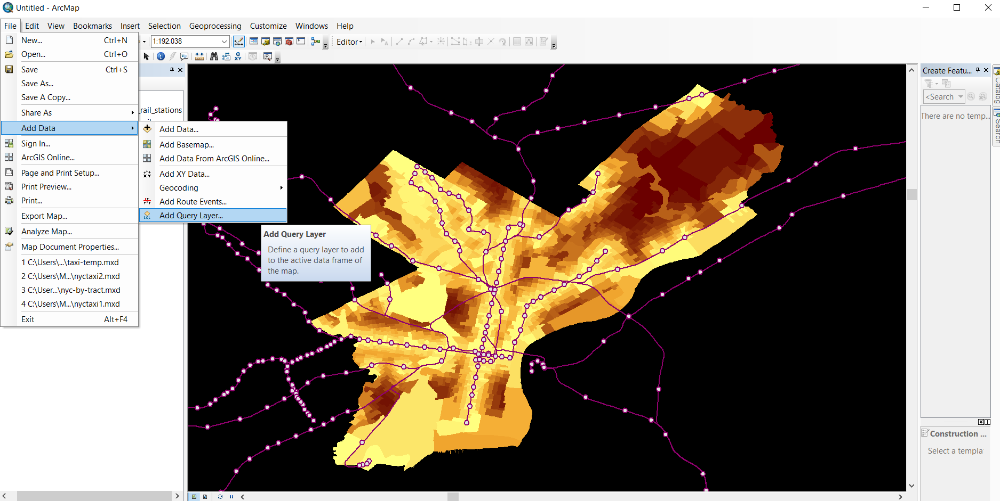 Untitled - ArcMap
File Edit View Bookmarks Insert Selection Geoprocessing Customize Windows Help
1:192,038
Editor
New... Ctrl+N
Open... Ctrl+O
Save Ctrl+S
Save As...
Save A Copy...
Share As
Add Data
Sign In...
ArcGIS Online...
Page and Print Setup...
Print Preview...
Print...
Export Map...
Analyze Map...
Map Document Properties...
1 C:\Users\...\taxi-temp.mxd
2 C:\Users\M...\nyctaxi2.mxd
3 C:\User...\nyc-by-tract.mxd
4 C:\Users\M...\nyctaxi1.mxd
Exit Alt+F4
_rail_stations
Add Data...
Add Basemap...
Add Data From ArcGIS Online...
Add XY Data...
Geocoding
Add Route Events...
SQL Add Query Layer...
Add Query Layer
Define a query layer to add
to the active data frame of
the map.
Create Featu...
<Search
There are no temp...
Construction ...
Select a templa
Catalog
Search
XY